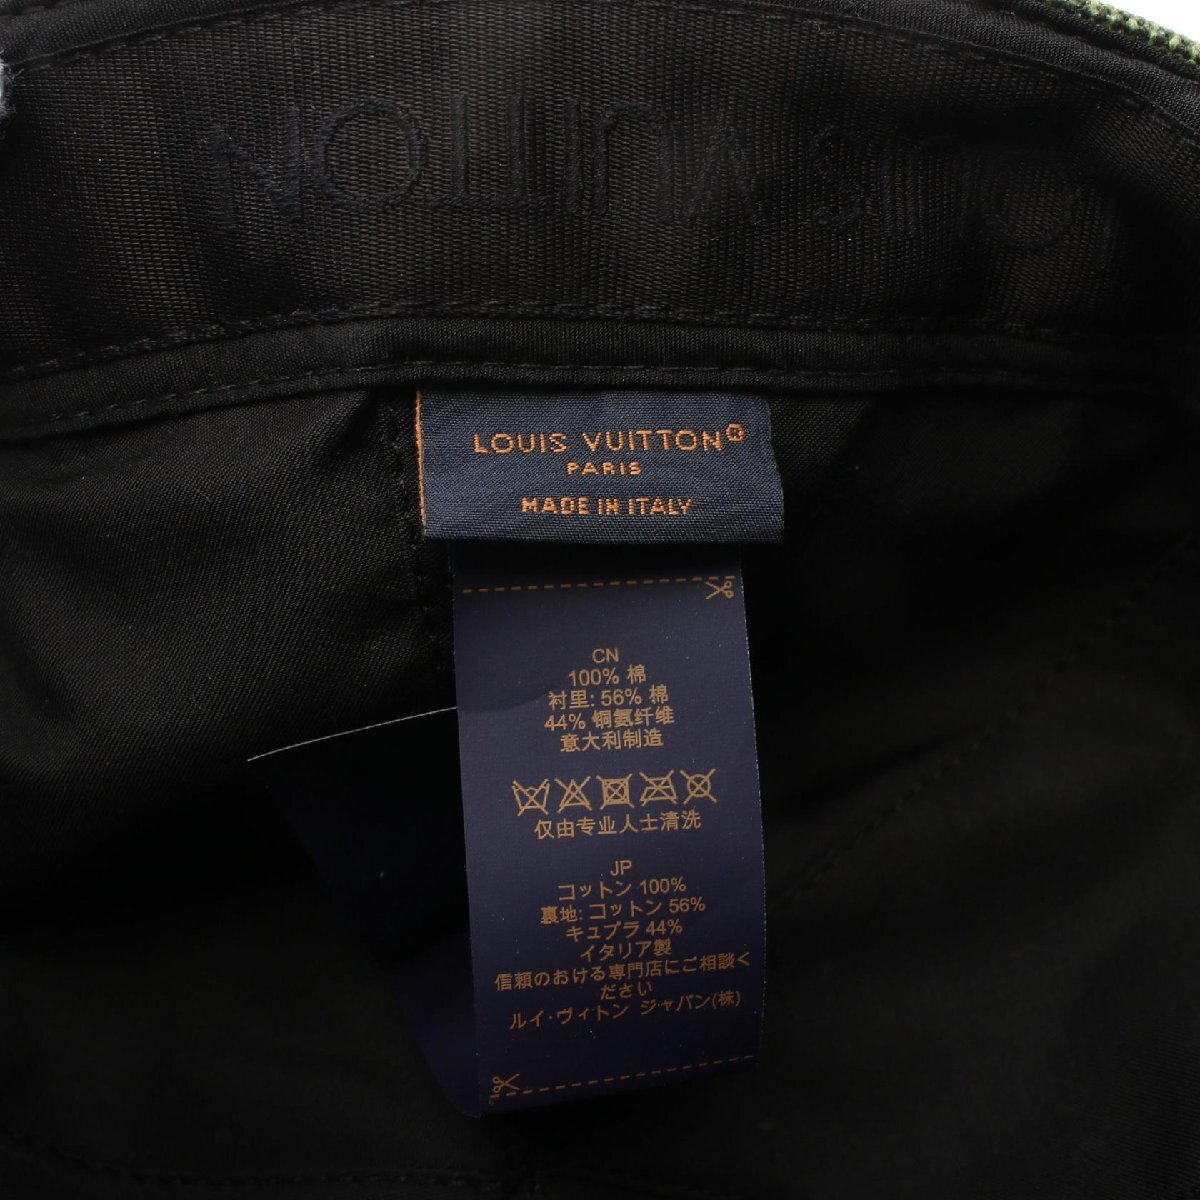 LOUIS VUITTON
LOUIS VUITTON®
PARIS
MADE IN ITALY
CN
100% 棉
衬里: 56% 棉
44% 铜氨纤维
意大利制造
仅由专业人士清洗
JP
コットン 100%
裏地: コットン 56%
キュプラ 44%
イタリア製
信頼のおける専門店にご相談く
ださい
ルイ·ヴィトン ジャパン(株)